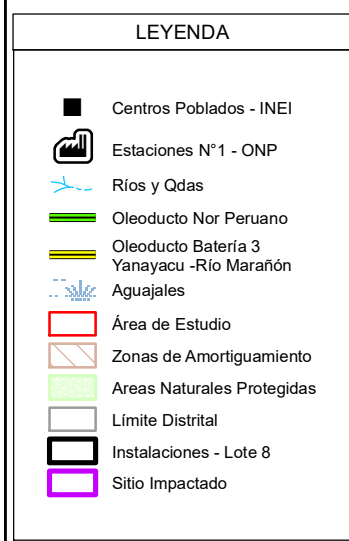 LEYENDA
Centros Poblados - INEI
Estaciones N°1 - ONP
Ríos y Qdas
Oleoducto Nor Peruano
Oleoducto Batería 3
Yanayacu -Río Marañón
Aguajales
Área de Estudio
Zonas de Amortiguamiento
Areas Naturales Protegidas
Límite Distrital
Instalaciones - Lote 8
Sitio Impactado